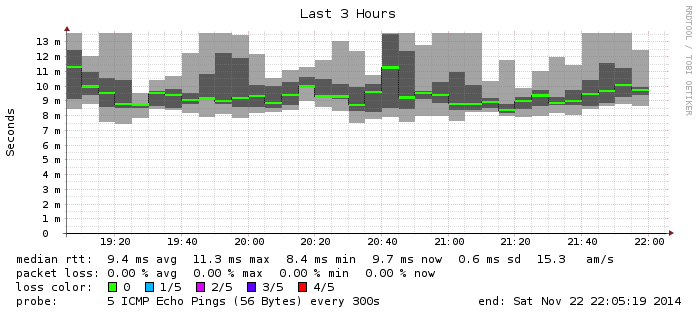 Last 3 Hours
RRDTOOL / TOBI OETIKER
Seconds
13 m
12 m
11 m
10 m
9 m
8 m
7 m
6 m
5 m
4 m
3 m
2 m
1 m
0
19:20 19:40 20:00 20:20 20:40 21:00 21:20 21:40 22:00
median rtt: 9.4 ms avg 11.3 ms max 8.4 ms min 9.7 ms now 0.6 ms sd 15.3 am/s
packet loss: 0.00 % avg 0.00 % max 0.00 % min 0.00 % now
loss color: 0 1/5 2/5 3/5 4/5
probe: 5 ICMP Echo Pings (56 Bytes) every 300s end: Sat Nov 22 22:05:19 2014